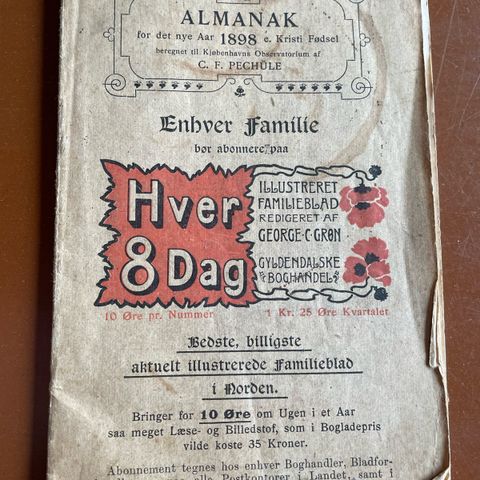 ALMANAK
for det nye Aar 1898 e. Kristi Fødsel
beregnet til Kjøbenhavns Observatorium af
C. F. PECHÜLE
Enhver Familie
bør abonnere paa
Hver
8 Dag
ILLUSTRERET
FAMILIEBLAD
REDIGERET AF
GEORGE·C·GRØN
GYLDENDALSKE
BOGHANDEL
10 Øre pr. Nummer
1 Kr. 25 Øre Kvartalet
Bedste, billigste
aktuelt illustrerede Familieblad
i Norden.
Bringer for 10 Øre om Ugen i et Aar
saa meget Læse- og Billedstof, som i Bogladepris
vilde koste 35 Kroner.
Abonnement tegnes hos enhver Boghandler, Bladfor-
alle Postkontorer i Landet, samt i